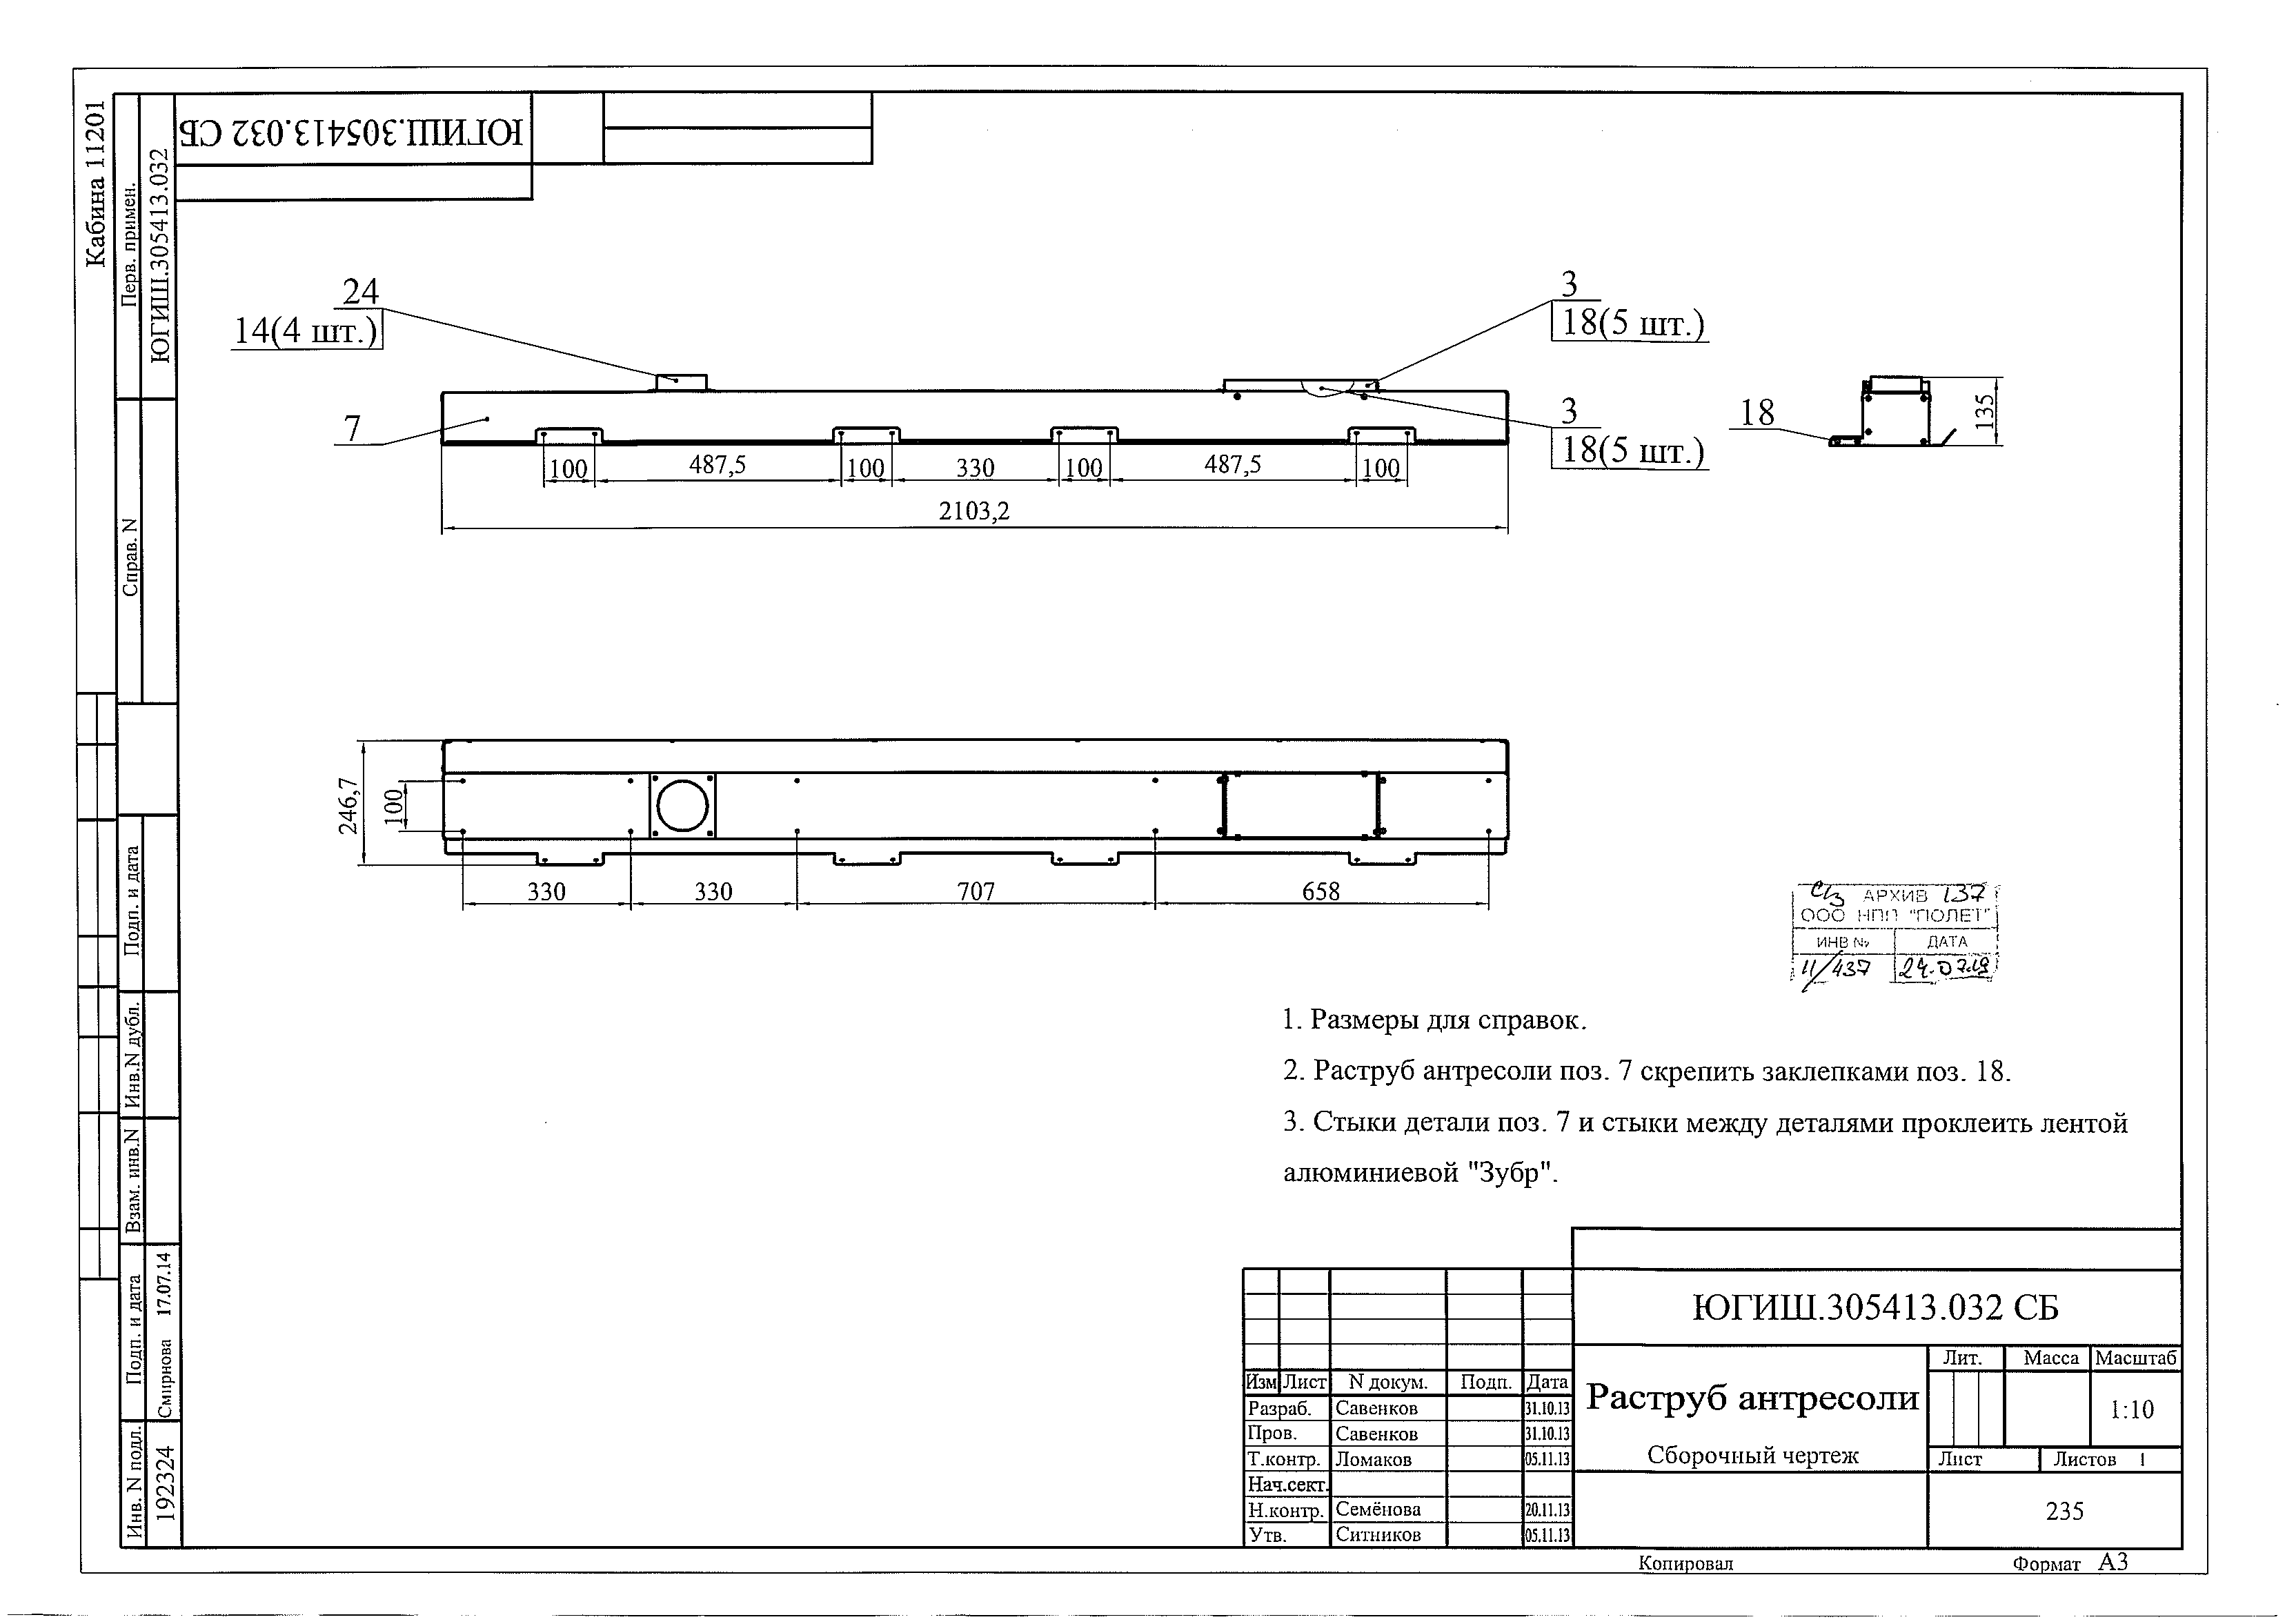 Кабина 11201
Перв. примен.
ЮГИШ.305413.032
ЮГИШ.305413.032 СБ
Справ. N
Подп. и дата
Инв.N дубл.
Взам. инв.N
Подп. и дата
Смирнова 17.07.14
Инв. N подл.
192324
24
14(4 шт.)
7
3
18(5 шт.)
3
18(5 шт.)
18
135
100
487,5
100
330
100
487,5
100
2103,2
246,7
100
330
330
707
658
АРХИВ 137
ООО НПП "ПОЛЕТ"
ИНВ № ДАТА
11/437 24.07.19
1. Размеры для справок.
2. Раструб антресоли поз. 7 скрепить заклепками поз. 18.
3. Стыки детали поз. 7 и стыки между деталями проклеить лентой
алюминиевой "Зубр".
ЮГИШ.305413.032 СБ
Изм Лист N докум. Подп. Дата
Разраб. Савенков 31.10.13
Пров. Савенков 31.10.13
Т.контр. Ломаков 05.11.13
Нач.сект.
Н.контр. Семёнова 20.11.13
Утв. Ситников 05.11.13
Раструб антресоли
Сборочный чертеж
Лит. Масса Масштаб
1:10
Лист Листов 1
235
Копировал Формат А3